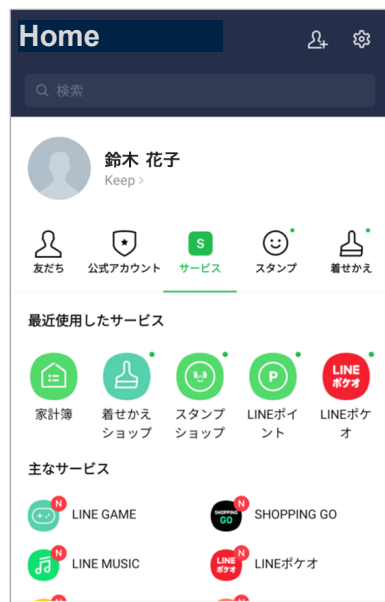 Home
検索
鈴木 花子
Keep >
友だち
公式アカウント
S
サービス
スタンプ
着せかえ
最近使用したサービス
家計簿
着せかえ
ショップ
スタンプ
ショップ
P
LINEポイ
ント
LINE
ポケオ
LINEポケ
オ
主なサービス
N
LINE GAME
SHOPPING
GO
N
SHOPPING GO
N
LINE MUSIC
LINE
ポケオ
N
LINEポケオ
N
N